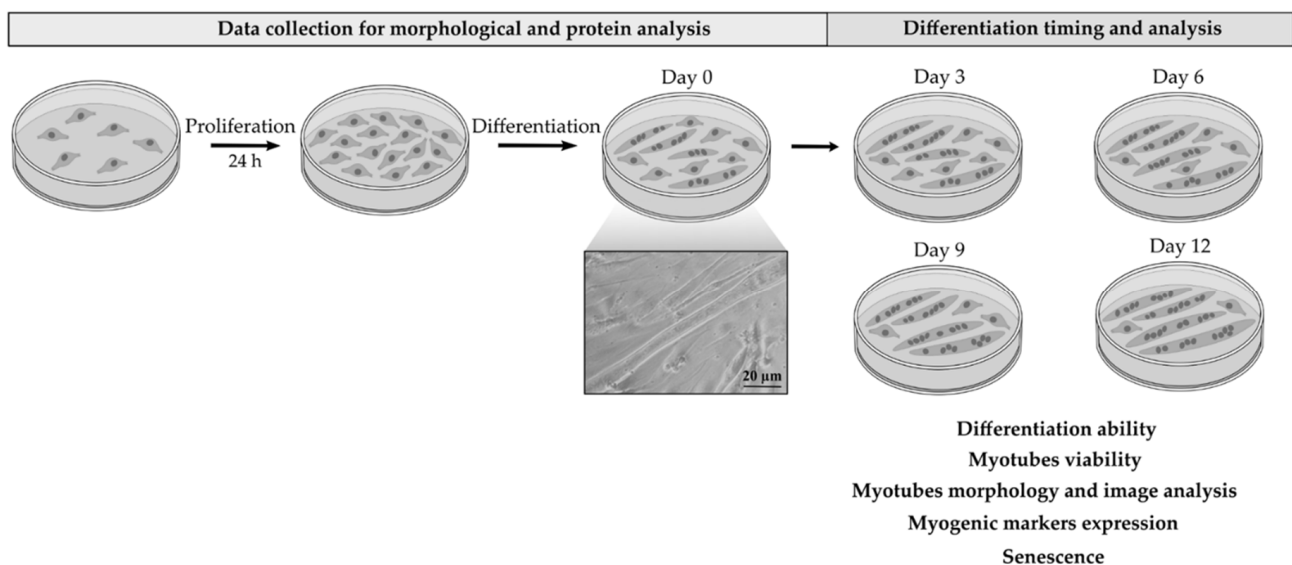 Data collection for morphological and protein analysis
Differentiation timing and analysis
Day 0
Day 3
Day 6
Proliferation
24 h
Differentiation
Day 9
Day 12
20 µm
Differentiation ability
Myotubes viability
Myotubes morphology and image analysis
Myogenic markers expression
Senescence